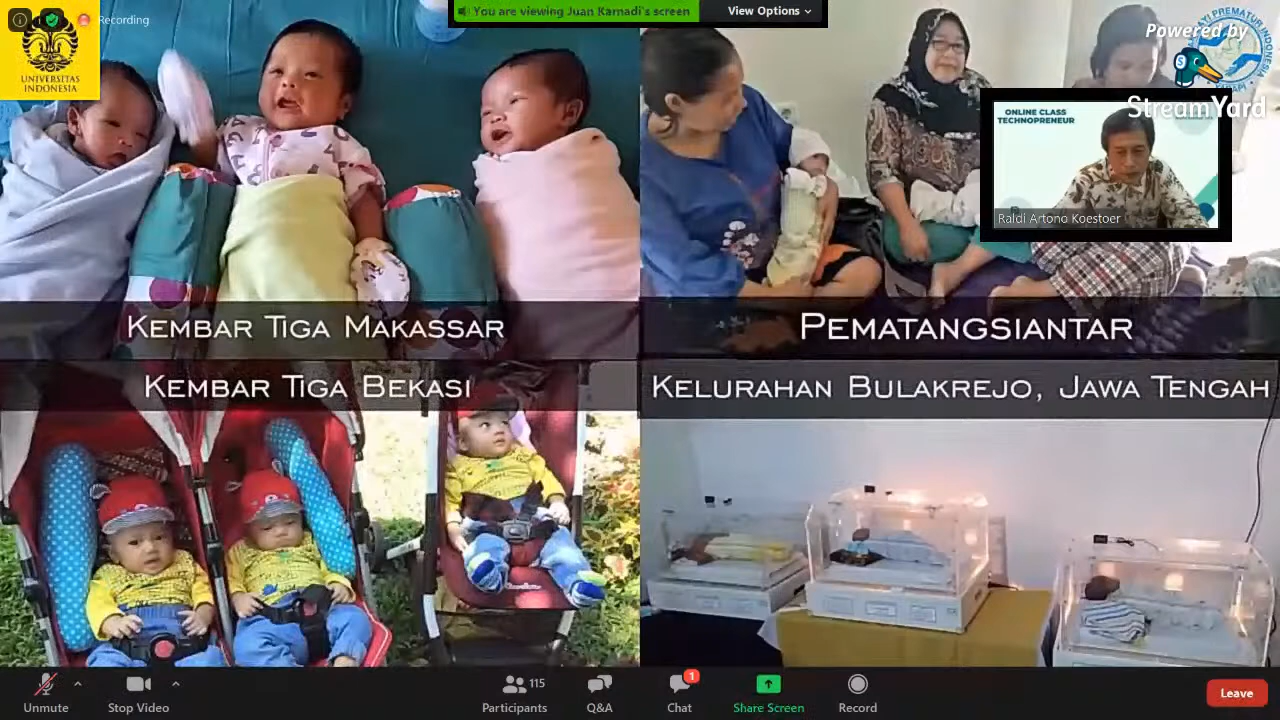 Recording
You are viewing Juan Karnadi's screen
View Options
UNIVERSITAS
INDONESIA
Powered by
StreamYard
ONLINE CLASS
TECHNOPRENEUR
Raldi Artono Koestoer
KEMBAR TIGA MAKASSAR
PEMATANGSIANTAR
KEMBAR TIGA BEKASI
KELURAHAN BULAKREJO, JAWA TENGAH
Unmute
Stop Video
115
Participants
Q&A
1
Chat
Share Screen
Record
Leave